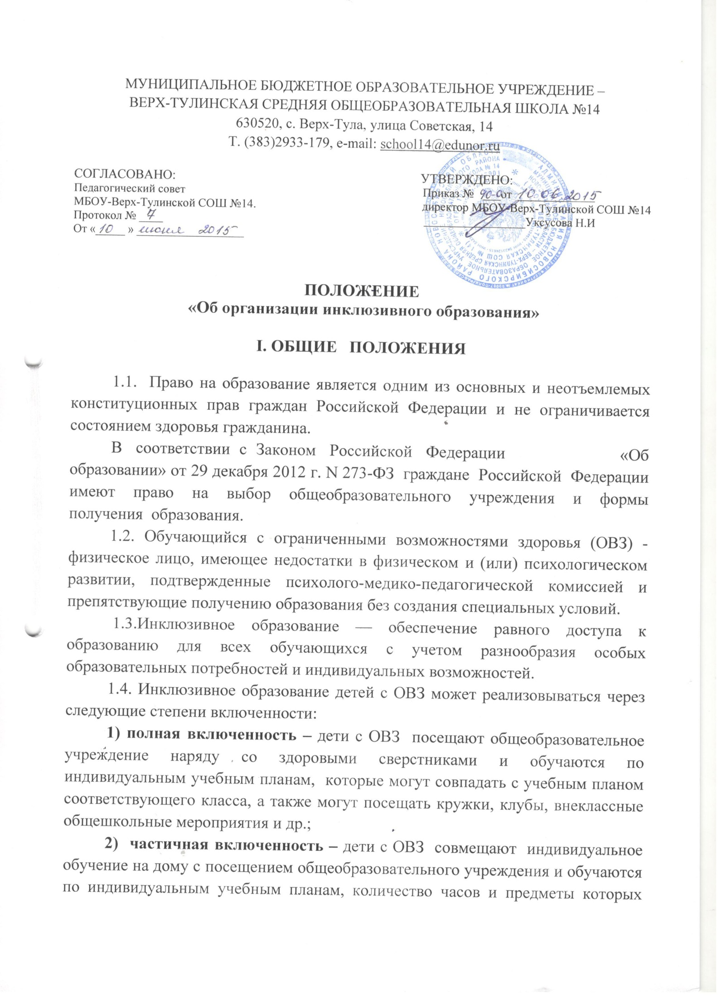 МУНИЦИПАЛЬНОЕ БЮДЖЕТНОЕ ОБРАЗОВАТЕЛЬНОЕ УЧРЕЖДЕНИЕ –
ВЕРХ-ТУЛИНСКАЯ СРЕДНЯЯ ОБЩЕОБРАЗОВАТЕЛЬНАЯ ШКОЛА №14
630520, с. Верх-Тула, улица Советская, 14
Т. (383)2933-179, e-mail: school14@edunor.ru
СОГЛАСОВАНО:
Педагогический совет
МБОУ-Верх-Тулинской СОШ №14.
Протокол № 7
От « 10 » июня 2015
УТВЕРЖДЕНО:
Приказ № 90-О от 10 06 2015
директор МБОУ-Верх-Тулинской СОШ №14
Уксусова Н.И
ПОЛОЖЕНИЕ
«Об организации инклюзивного образования»
I. ОБЩИЕ ПОЛОЖЕНИЯ
1.1. Право на образование является одним из основных и неотъемлемых
конституционных прав граждан Российской Федерации и не ограничивается
состоянием здоровья гражданина.
В соответствии с Законом Российской Федерации «Об
образовании» от 29 декабря 2012 г. N 273-ФЗ граждане Российской Федерации
имеют право на выбор общеобразовательного учреждения и формы
получения образования.
1.2. Обучающийся с ограниченными возможностями здоровья (ОВЗ) -
физическое лицо, имеющее недостатки в физическом и (или) психологическом
развитии, подтвержденные психолого-медико-педагогической комиссией и
препятствующие получению образования без создания специальных условий.
1.3.Инклюзивное образование — обеспечение равного доступа к
образованию для всех обучающихся с учетом разнообразия особых
образовательных потребностей и индивидуальных возможностей.
1.4. Инклюзивное образование детей с ОВЗ может реализовываться через
следующие степени включенности:
1) полная включенность – дети с ОВЗ посещают общеобразовательное
учреждение наряду со здоровыми сверстниками и обучаются по
индивидуальным учебным планам, которые могут совпадать с учебным планом
соответствующего класса, а также могут посещать кружки, клубы, внеклассные
общешкольные мероприятия и др.;
2) частичная включенность – дети с ОВЗ совмещают индивидуальное
обучение на дому с посещением общеобразовательного учреждения и обучаются
по индивидуальным учебным планам, количество часов и предметы которых